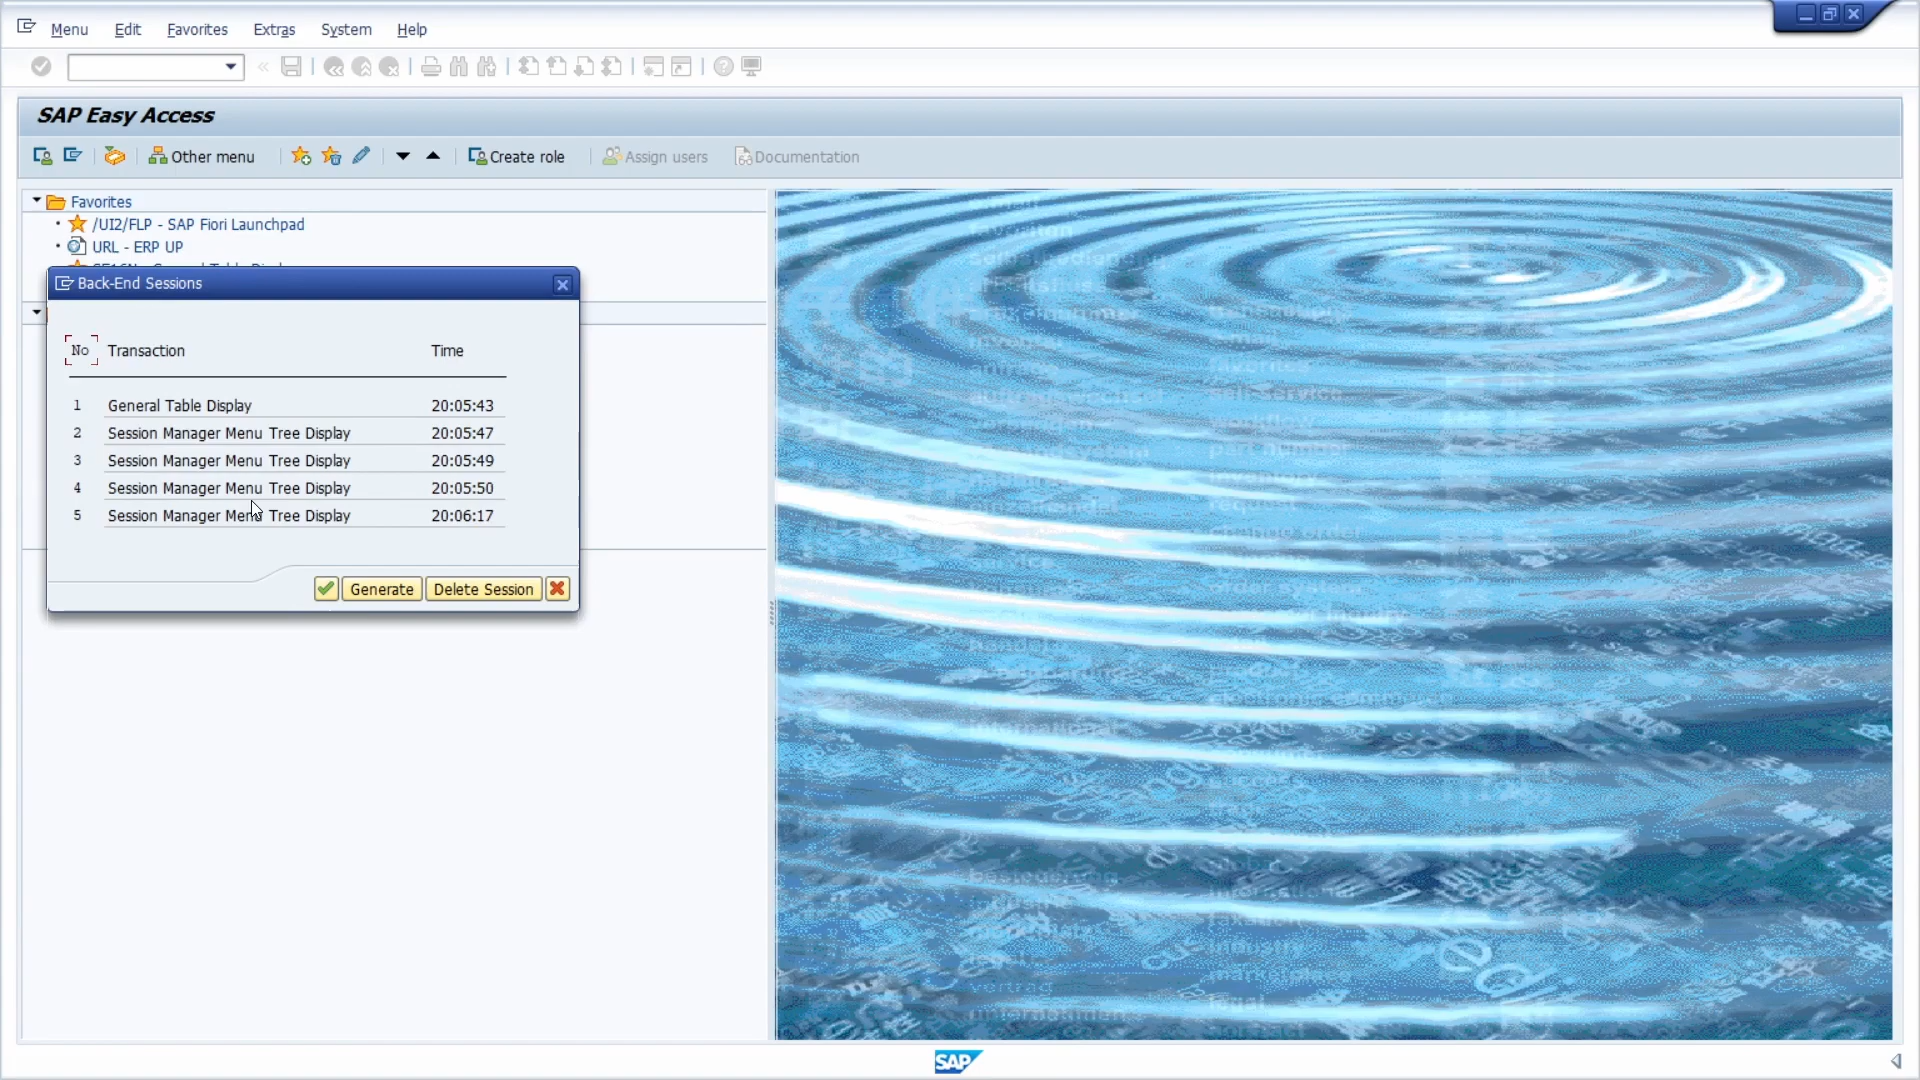 Menu Edit Favorites Extras System Help
SAP Easy Access
Other menu Create role Assign users Documentation
Favorites
/UI2/FLP - SAP Fiori Launchpad
URL - ERP UP
Back-End Sessions
No Transaction Time
1 General Table Display 20:05:43
2 Session Manager Menu Tree Display 20:05:47
3 Session Manager Menu Tree Display 20:05:49
4 Session Manager Menu Tree Display 20:05:50
5 Session Manager Menu Tree Display 20:06:17
Generate Delete Session
SAP